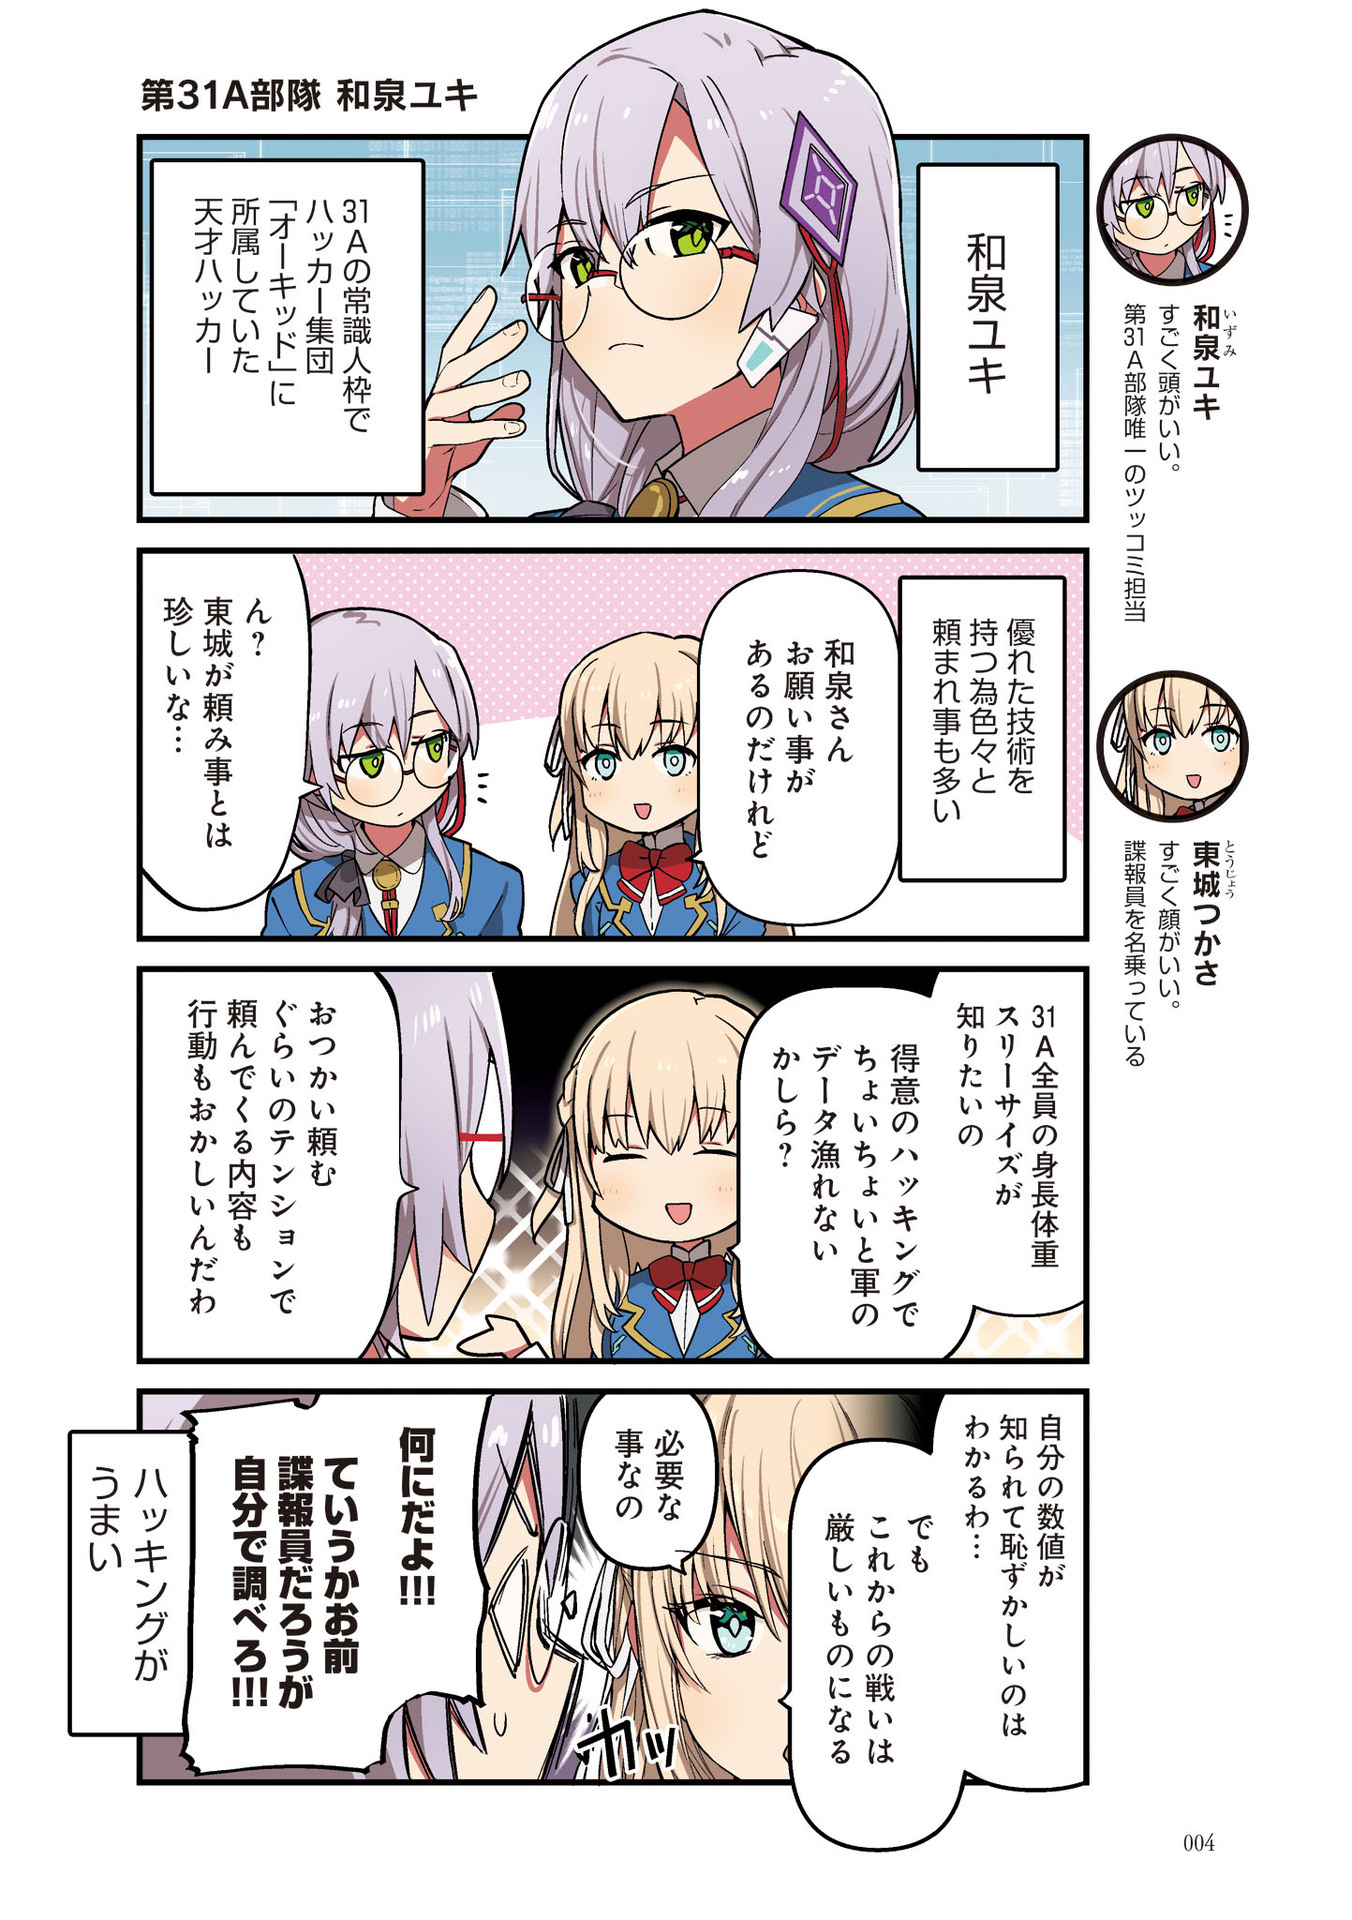 第31A部隊 和泉ユキ
和泉ユキ
31Aの常識人枠で
ハッカー集団
「オーキッド」に
所属していた
天才ハッカー
優れた技術を
持つ為色々と
頼まれ事も多い
和泉さん
お願い事が
あるのだけれど
ん?
東城が頼み事とは
珍しいな…
31A全員の身長体重
スリーサイズが
知りたいの
得意のハッキングで
ちょいちょいと軍の
データ漁れない
かしら?
おつかい頼む
ぐらいのテンションで
頼んでくる内容も
行動もおかしいんだわ
自分の数値が
知られて恥ずかしいのは
わかるわ…
でも
これからの戦いは
厳しいものになる
必要な
事なの
カッ
何にだよ!!!
ていうかお前
諜報員だろうが
自分で調べろ!!!
ハッキングが
うまい
いずみ
和泉ユキ
すごく頭がいい。
第31A部隊唯一のツッコミ担当
とうじょう
東城つかさ
すごく顔がいい。
諜報員を名乗っている
004